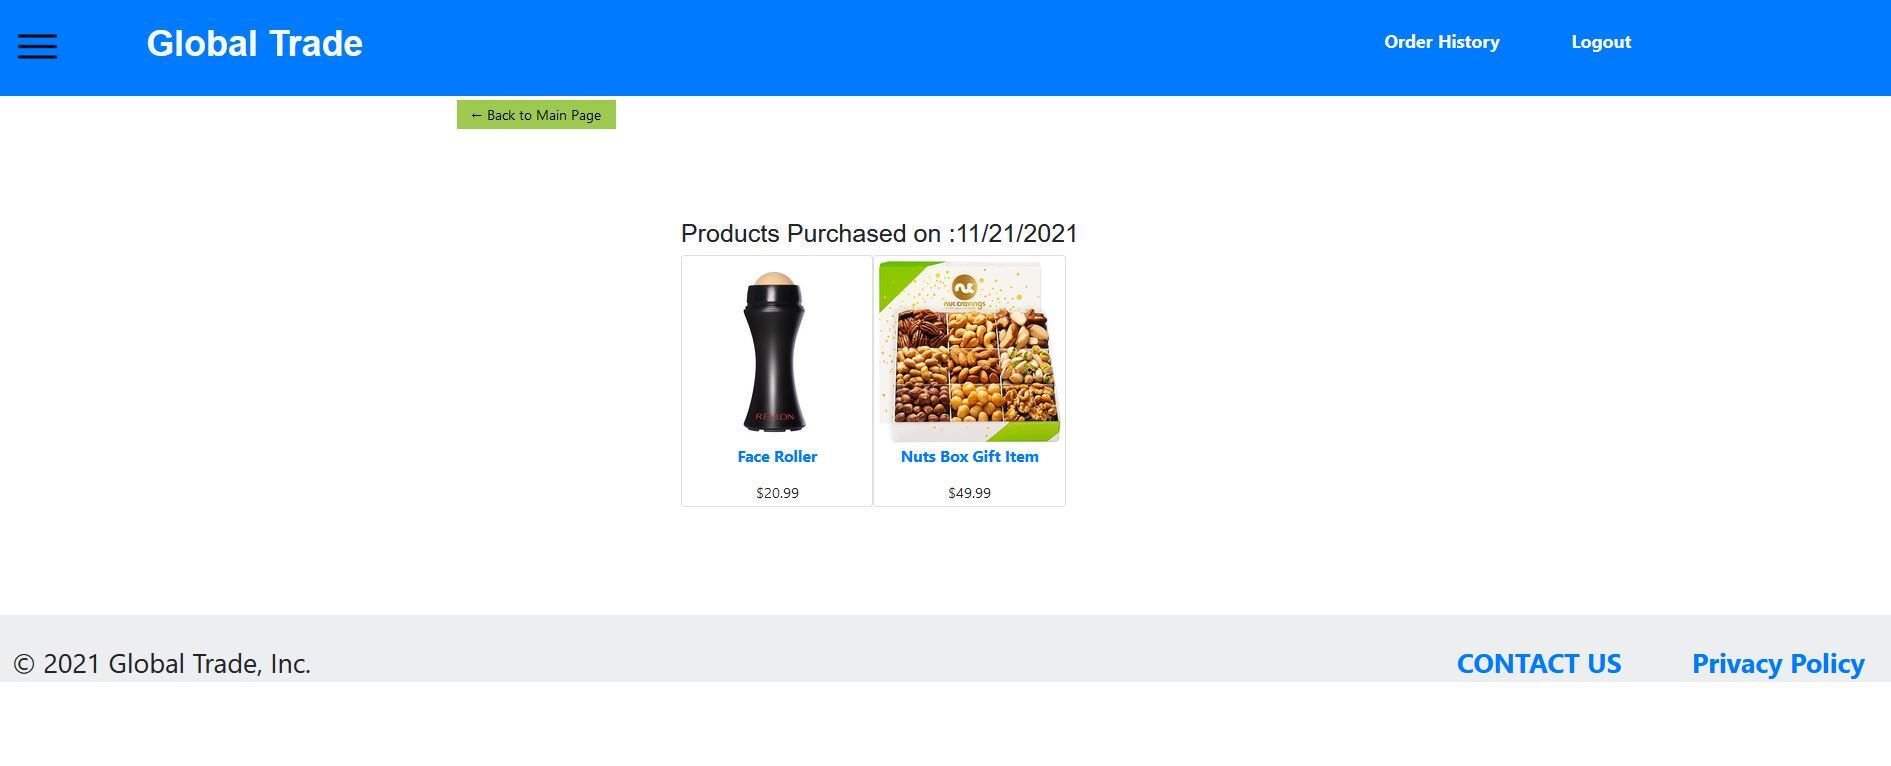 Global Trade
Order History
Logout
← Back to Main Page
Products Purchased on :11/21/2021
nut cravings
REVLON
Face Roller
Nuts Box Gift Item
$20.99
$49.99
© 2021 Global Trade, Inc.
CONTACT US
Privacy Policy